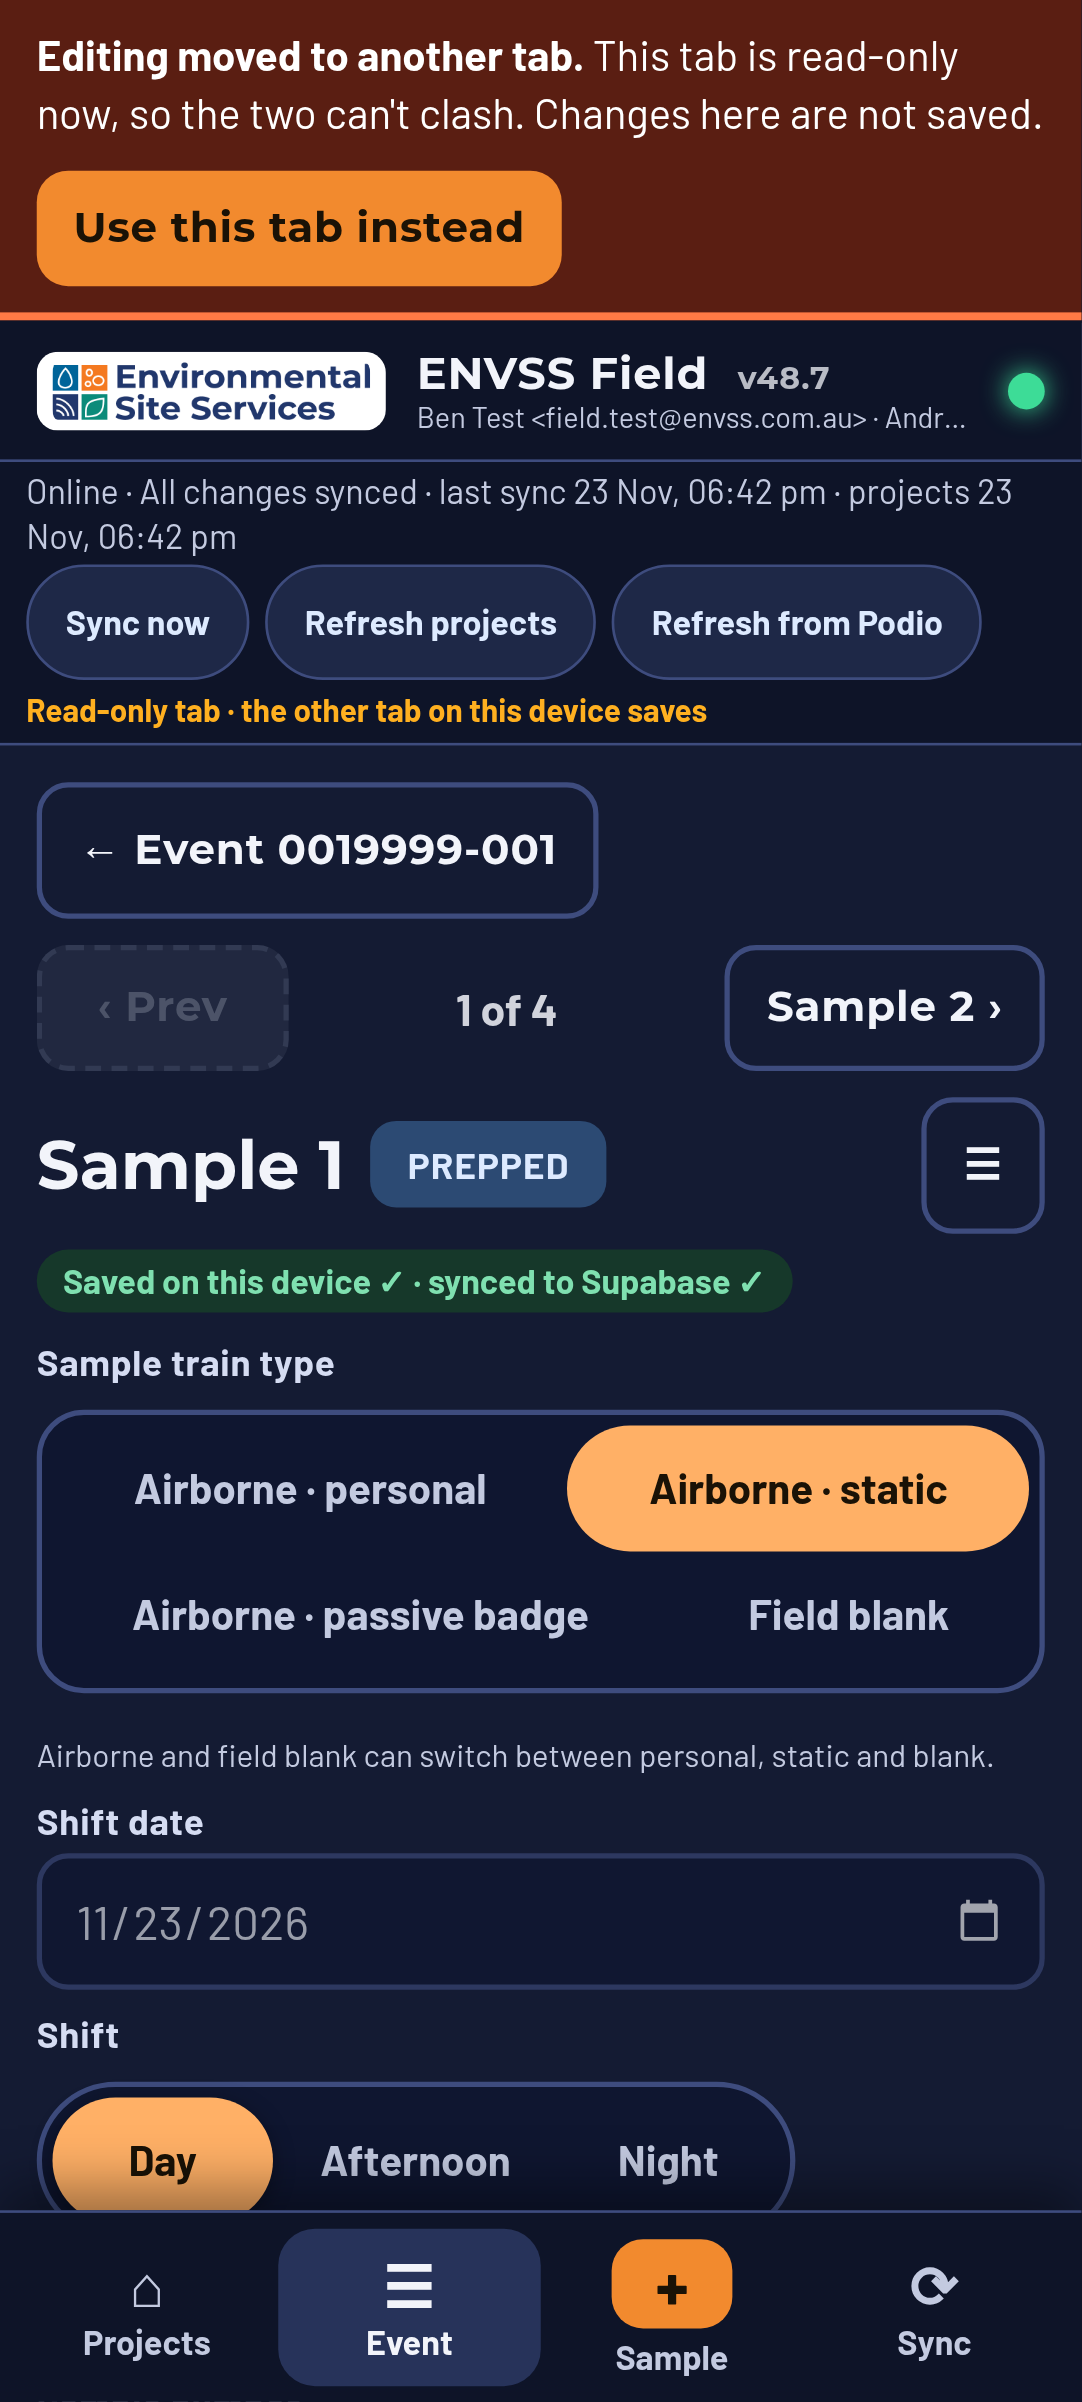 Editing moved to another tab. This tab is read-only
now, so the two can't clash. Changes here are not saved.
Use this tab instead
Environmental
Site Services
ENVSS Field v48.7
Ben Test <field.test@envss.com.au> · Andr...
Online · All changes synced · last sync 23 Nov, 06:42 pm · projects 23
Nov, 06:42 pm
Sync now
Refresh projects
Refresh from Podio
Read-only tab · the other tab on this device saves
← Event 0019999-001
‹ Prev
1 of 4
Sample 2 ›
Sample 1
PREPPED
Saved on this device ✓ · synced to Supabase ✓
Sample train type
Airborne · personal
Airborne · static
Airborne · passive badge
Field blank
Airborne and field blank can switch between personal, static and blank.
Shift date
11/23/2026
Shift
Day
Afternoon
Night
Projects
Event
+
Sample
Sync